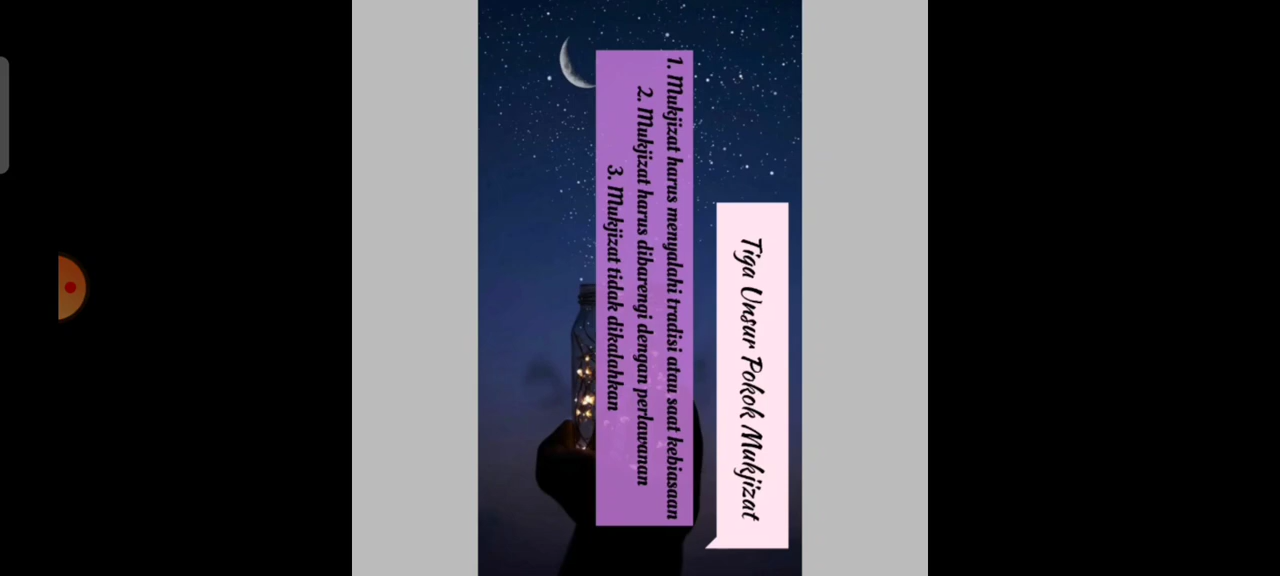 Tiga Unsur Pokok Mukjizat
1. Mukjizat harus menyalahi tradisi atau saat kebiasaan
2. Mukjizat harus dibarengi dengan perlawanan
3. Mukjizat tidak dikalahkan